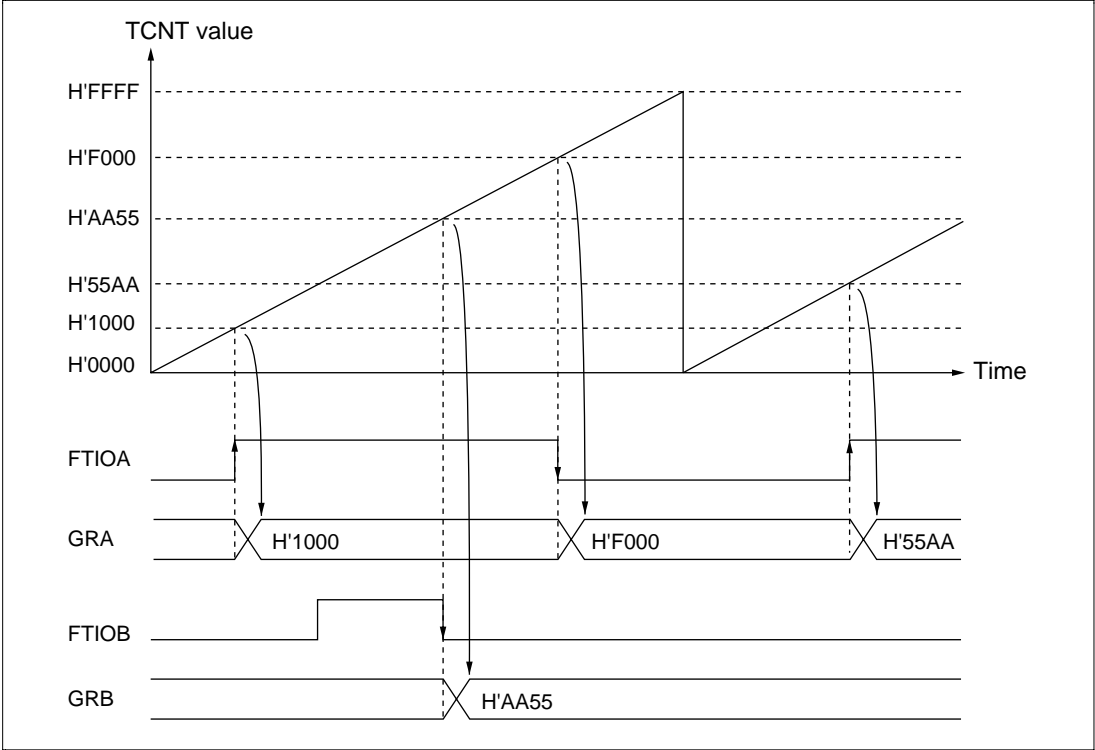 TCNT value
H'FFFF
H'F000
H'AA55
H'55AA
H'1000
H'0000
Time
FTIOA
GRA
H'1000
H'F000
H'55AA
FTIOB
GRB
H'AA55